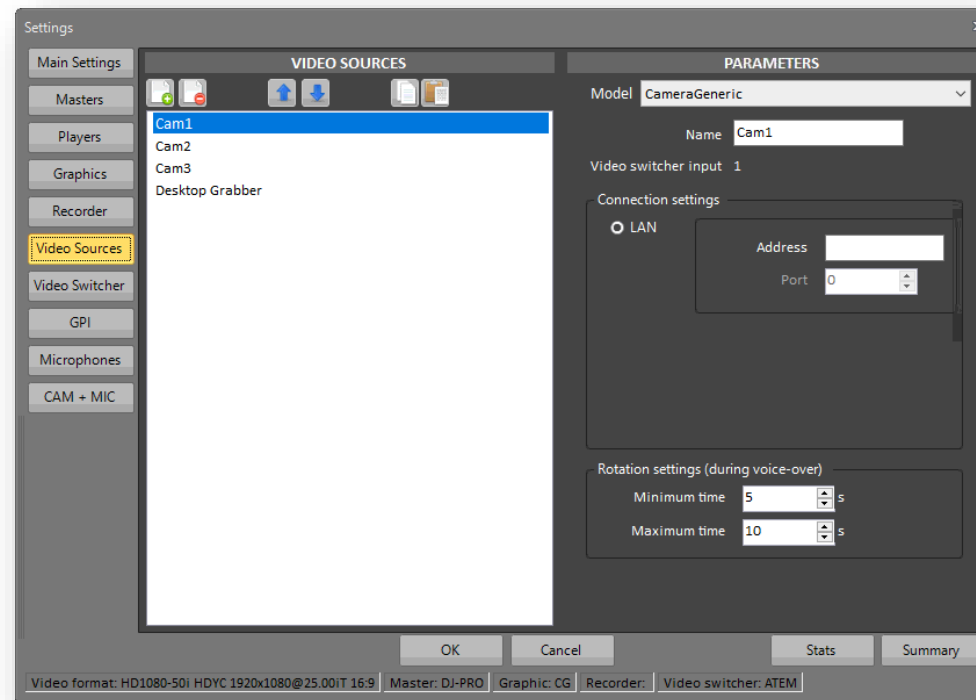 Settings
Main Settings
Masters
Players
Graphics
Recorder
Video Sources
Video Switcher
GPI
Microphones
CAM + MIC
VIDEO SOURCES
Cam1
Cam2
Cam3
Desktop Grabber
PARAMETERS
Model CameraGeneric
Name Cam1
Video switcher input 1
Connection settings
LAN
Address
Port 0
Rotation settings (during voice-over)
Minimum time 5 s
Maximum time 10 s
OK Cancel Stats Summary
Video format: HD1080-50i HDYC 1920x1080@25.00iT 16:9 Master: DJ-PRO Graphic: CG Recorder: Video switcher: ATEM